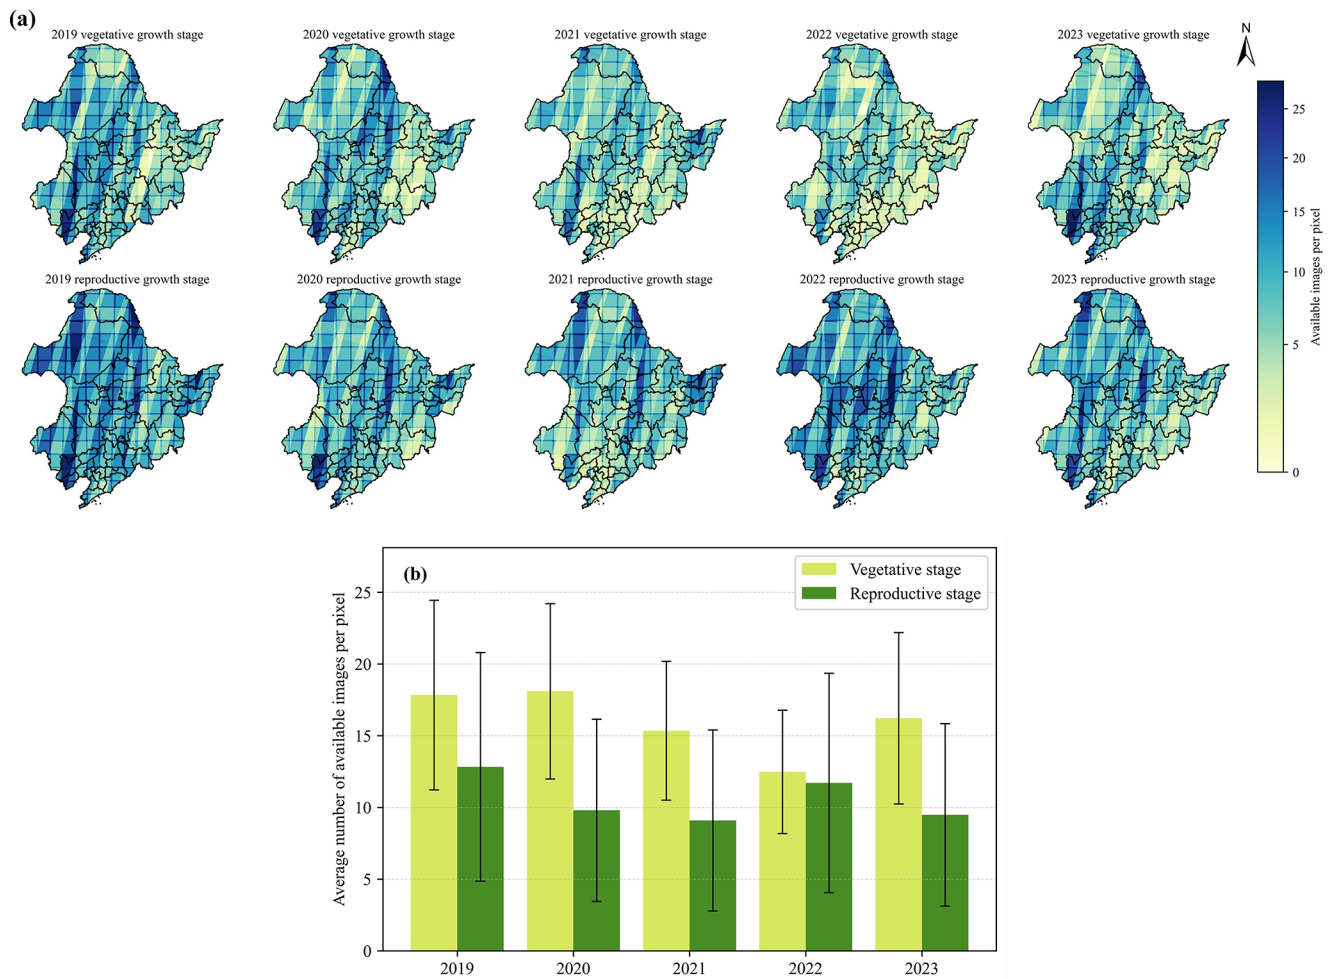 (a)
2019 vegetative growth stage
2020 vegetative growth stage
2021 vegetative growth stage
2022 vegetative growth stage
2023 vegetative growth stage
N
2019 reproductive growth stage
2020 reproductive growth stage
2021 reproductive growth stage
2022 reproductive growth stage
2023 reproductive growth stage
25
20
15
10
5
0
Available images per pixel
(b)
Vegetative stage
Reproductive stage
Average number of available images per pixel
25
20
15
10
5
0
2019
2020
2021
2022
2023